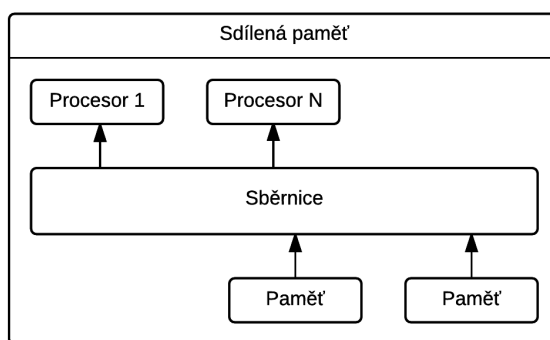 Sdílená paměť
Procesor 1
Procesor N
Sběrnice
Paměť
Paměť